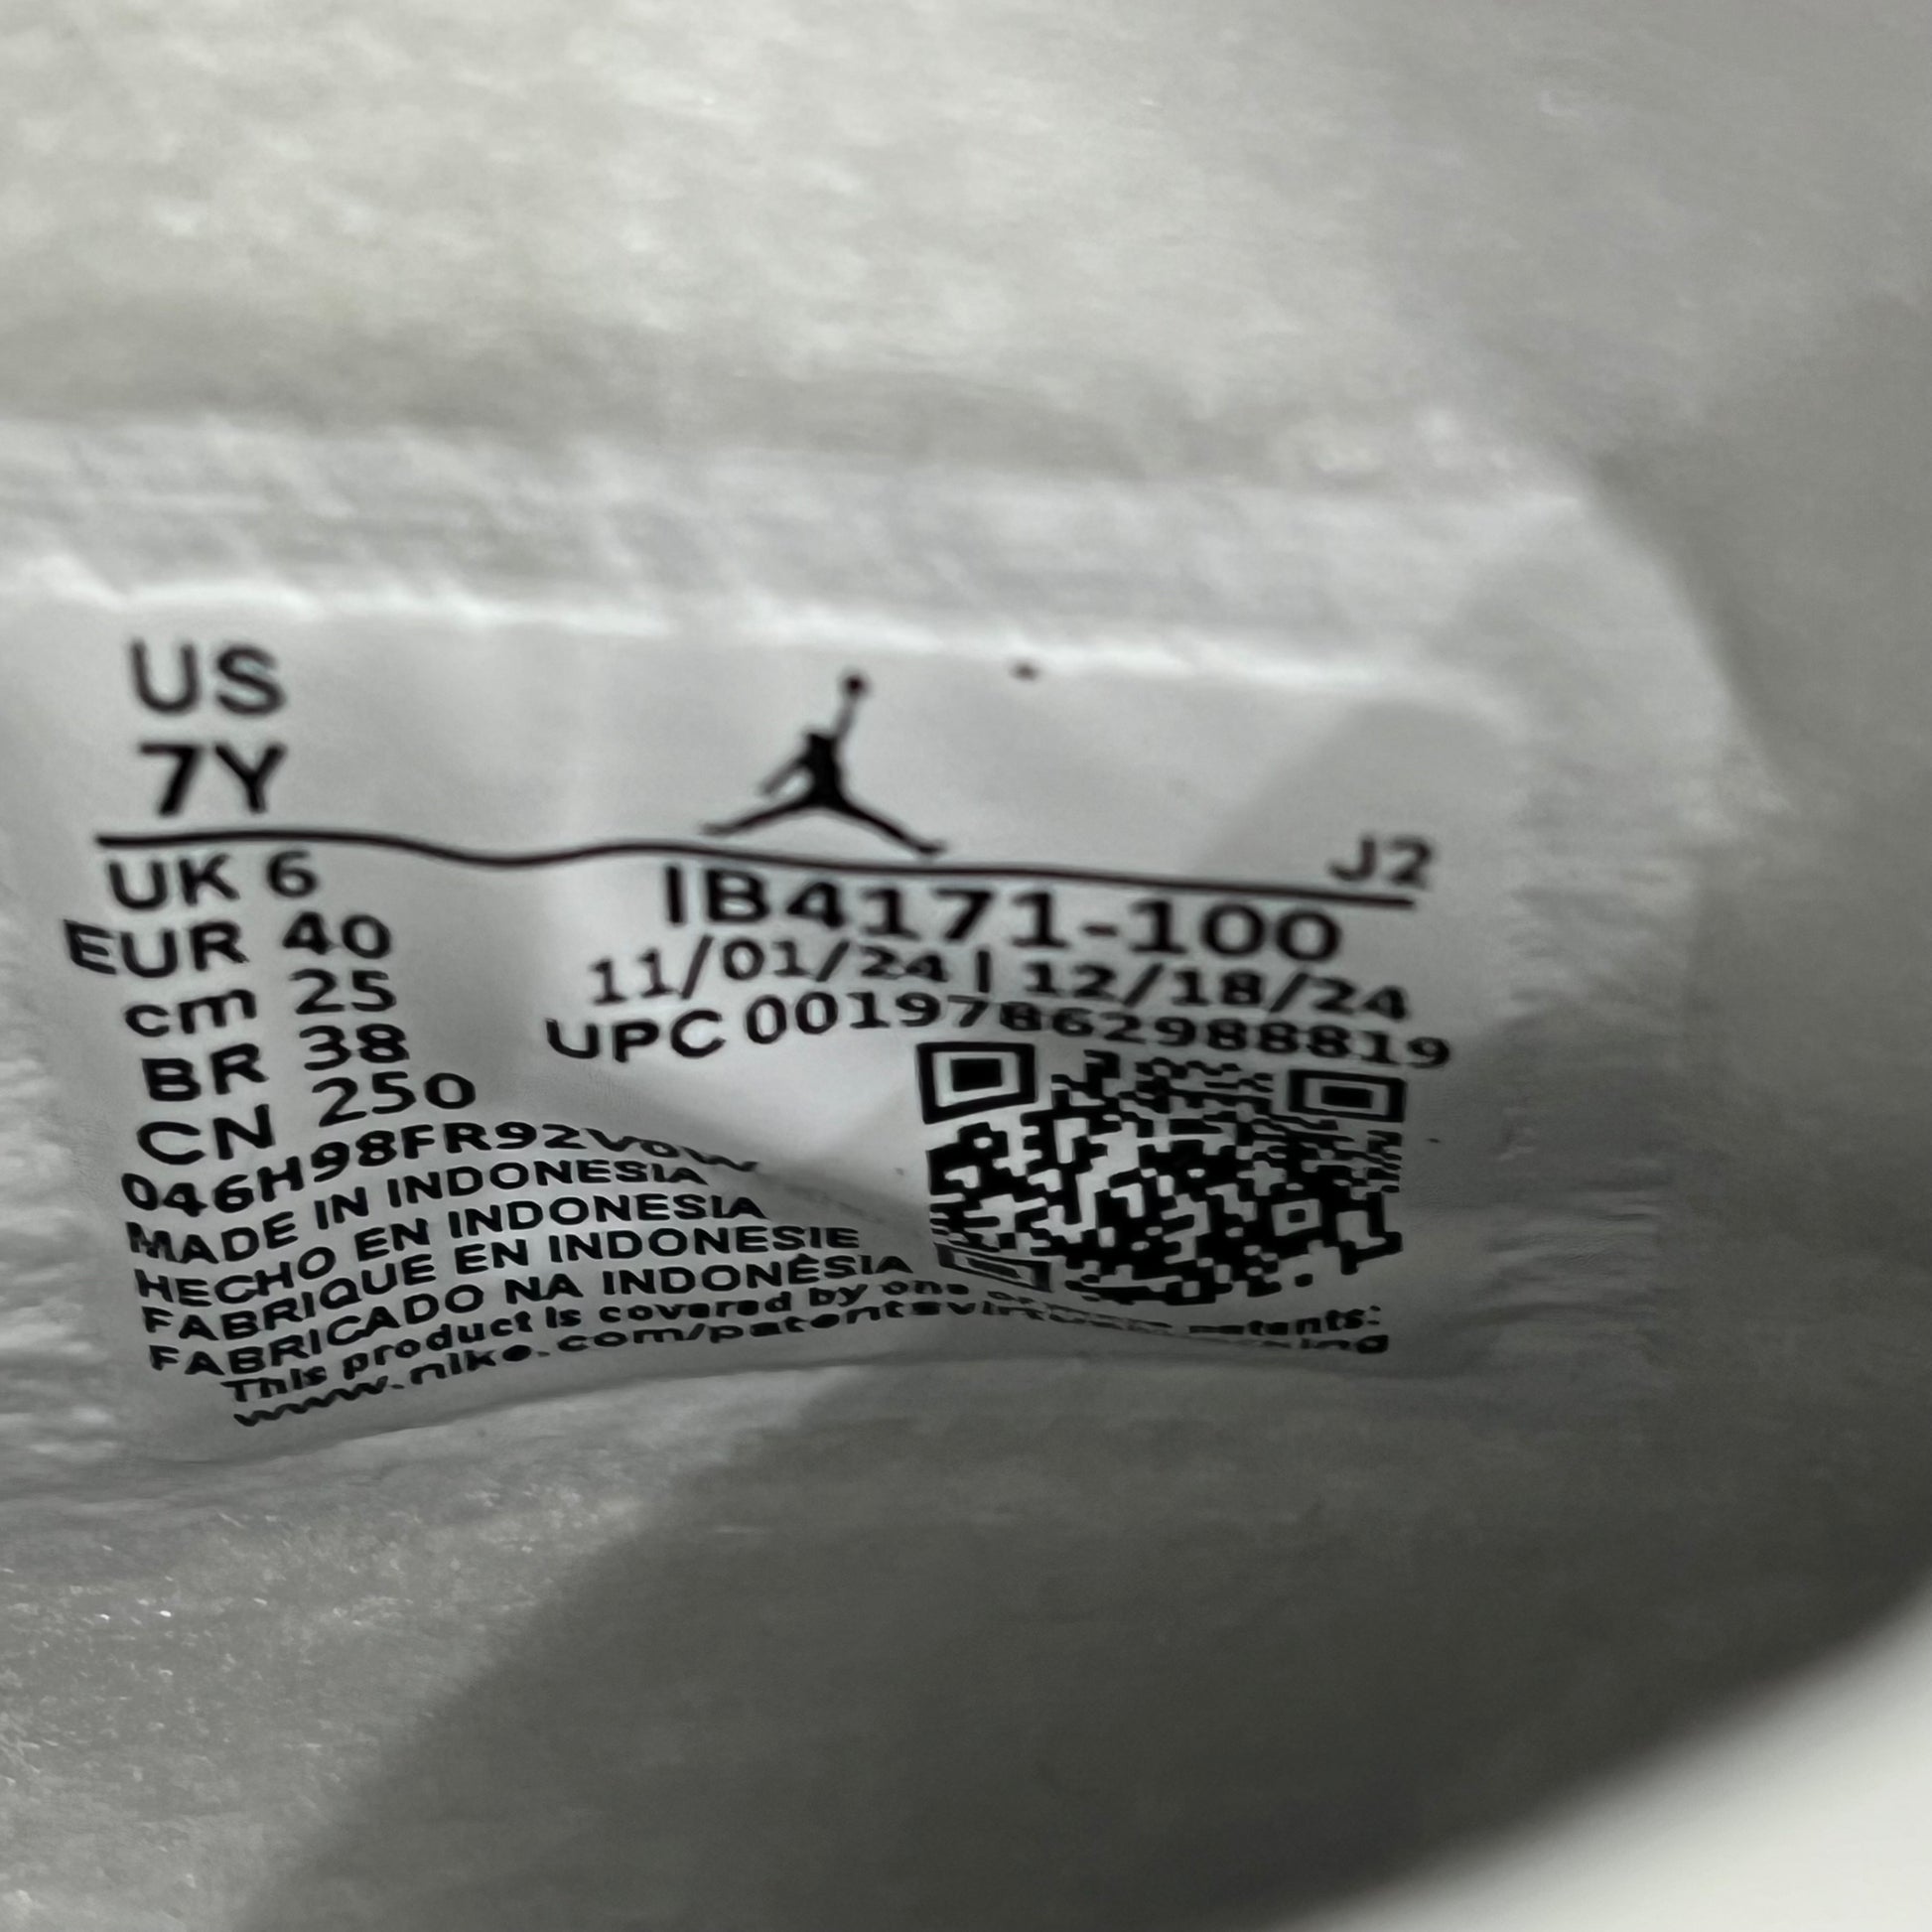 US
7Y
J2
UK 6
EUR 40
cm 25
BR 38
CN 250
IB4171-100
11/01/24 | 12/18/24
UPC 00197862988819
046H98FR92V0W
MADE IN INDONESIA
HECHO EN INDONESIA
FABRIQUE EN INDONESIE
FABRICADO NA INDONÊSIA
This product is covered by one patents:
www.nike.com/patents